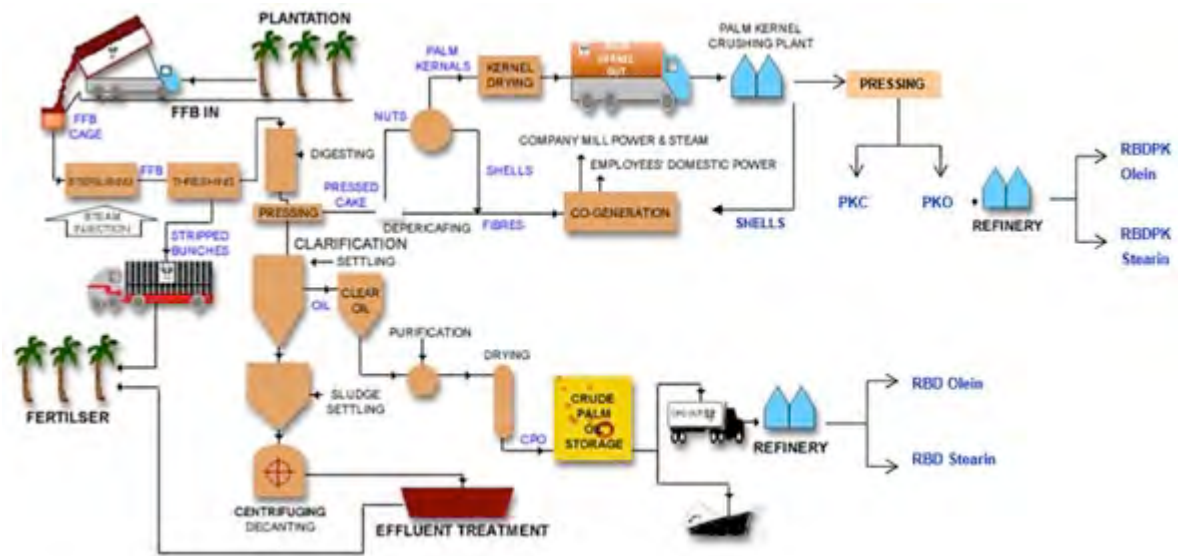 PLANTATION
FFB IN
FFB
CAGE
STERILISING
FFB
THRESHING
STEAM
INJECTION
STRIPPED
BUNCHES
FERTILSER
DIGESTING
PRESSING
PRESSED
CAKE
NUTS
PALM
KERNALS
KERNEL
DRYING
KERNEL
OUT
PALM KERNEL
CRUSHING PLANT
PRESSING
COMPANY MILL POWER & STEAM
EMPLOYEES' DOMESTIC POWER
SHELLS
CO-GENERATION
DEPERICAFING
FIBRES
SHELLS
PKC
PKO
REFINERY
RBDPK
Olein
RBDPK
Stearin
CLARIFICATION
SETTLING
OIL
CLEAR
OIL
PURIFICATION
DRYING
SLUDGE
SETTLING
CENTRIFUGING
DECANTING
EFFLUENT TREATMENT
CPO
CRUDE
PALM
OIL
STORAGE
REFINERY
RBD Olein
RBD Stearin